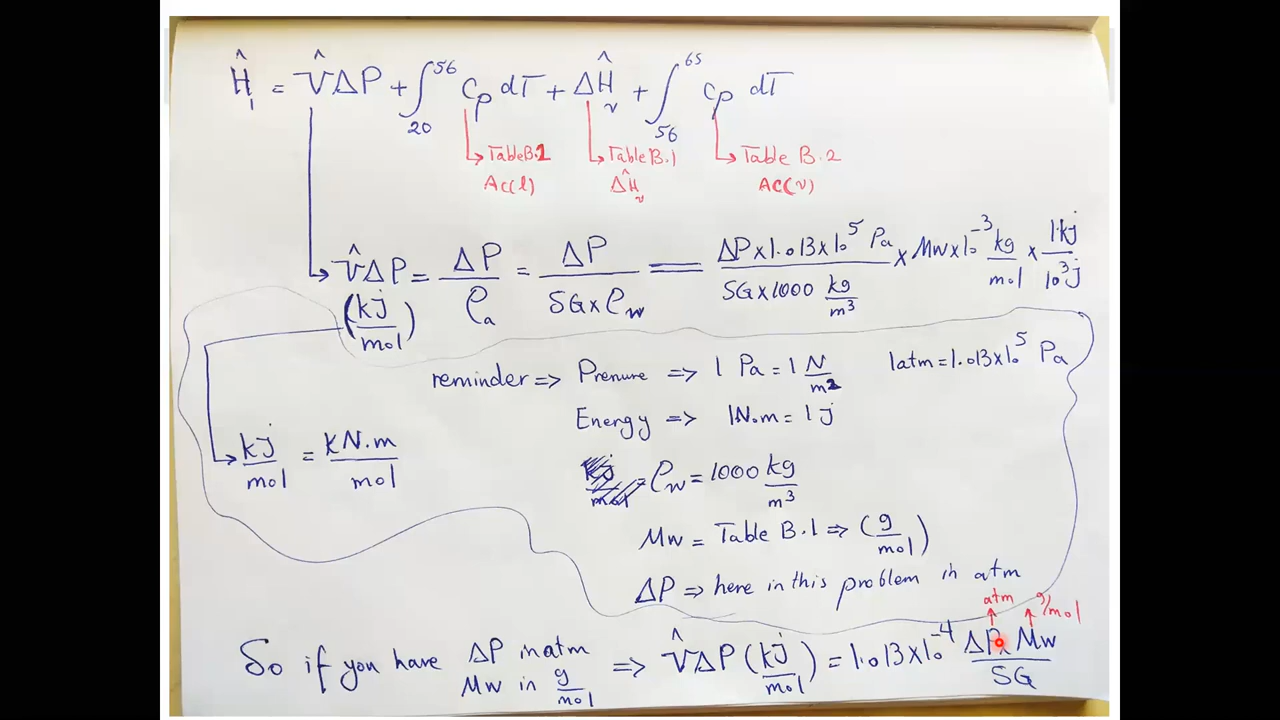 Ĥ₁ = V̂ΔP + ∫₂₀⁵⁶ Cp dT + ΔĤv + ∫₅₆⁶⁵ Cp dT
Table B.2 Table B.1 Table B.2
Ac(l) ΔĤv Ac(v)
V̂ΔP = ΔP/ρa = ΔP/(SG×ρw) = (ΔP×1.013×10⁵ Pa)/(SG×1000 kg/m³) × Mw×10⁻³ kg/mol × 1kj/10³j
(kj/mol)
reminder => Pressure => 1 Pa = 1 N/m² 1atm = 1.013×10⁵ Pa
Energy => 1N.m = 1j
kj/mol = kN.m/mol
ρw = 1000 kg/m³
Mw = Table B.1 => (g/mol)
ΔP => here in this problem in atm
atm g/mol
So if you have ΔP in atm Mw in g/mol => V̂ΔP (kj/mol) = 1.013×10⁻⁴ ΔP×Mw/SG